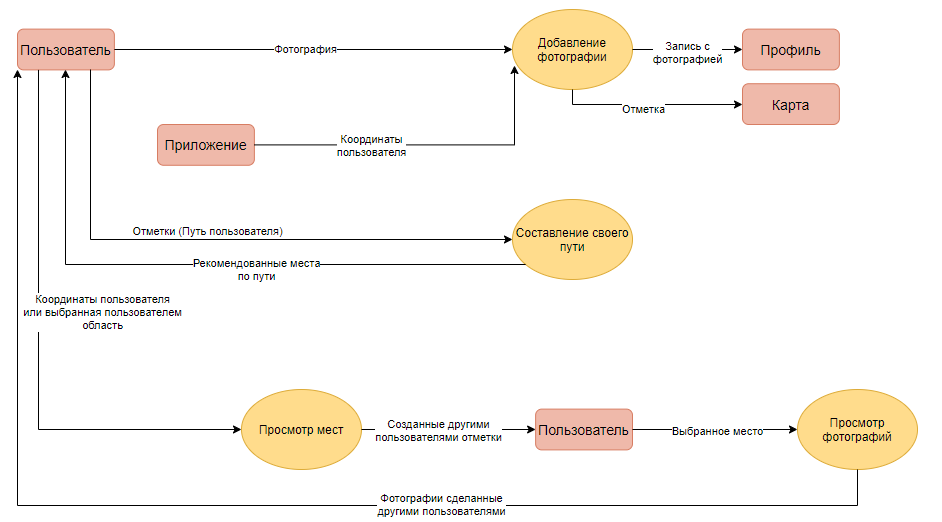 Пользователь
Фотография
Добавление
фотографии
Запись с
фотографией
Профиль
Отметка
Карта
Приложение
Координаты
пользователя
Отметки (Путь пользователя)
Составление своего
пути
Рекомендованные места
по пути
Координаты пользователя
или выбранная пользователем
область
Просмотр мест
Созданные другими
пользователями отметки
Пользователь
Выбранное место
Просмотр
фотографий
Фотографии сделанные
другими пользователями